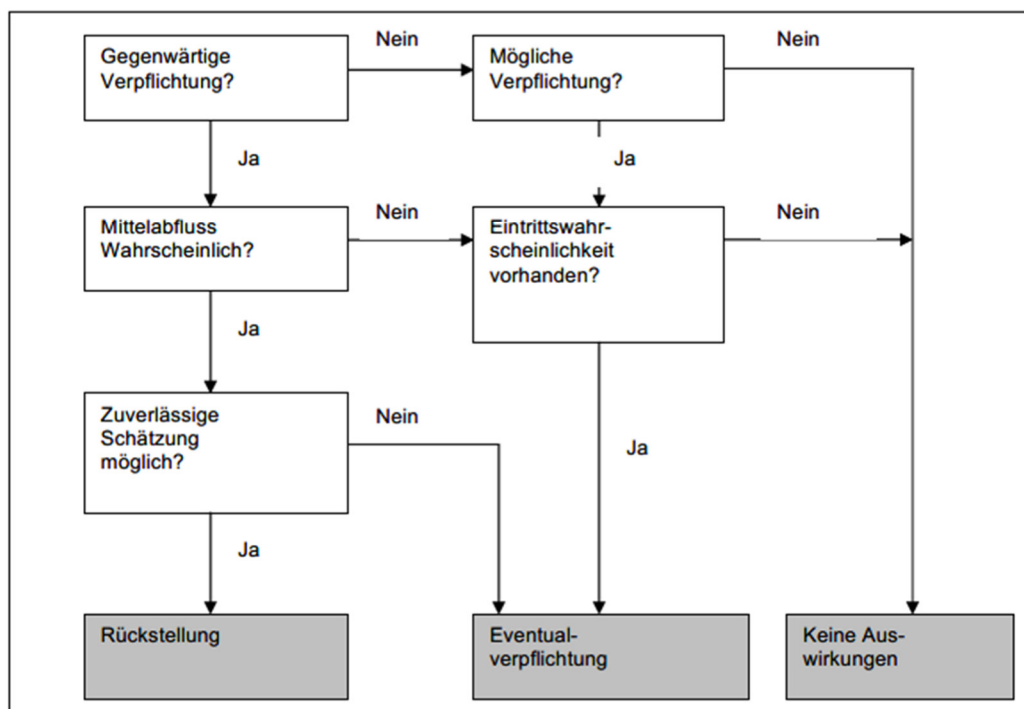 Gegenwärtige
Verpflichtung?
Nein
Mögliche
Verpflichtung?
Nein
Ja
Ja
Mittelabfluss
Wahrscheinlich?
Nein
Eintrittswahr-
scheinlichkeit
vorhanden?
Nein
Ja
Zuverlässige
Schätzung
möglich?
Nein
Ja
Ja
Rückstellung
Eventual-
verpflichtung
Keine Aus-
wirkungen